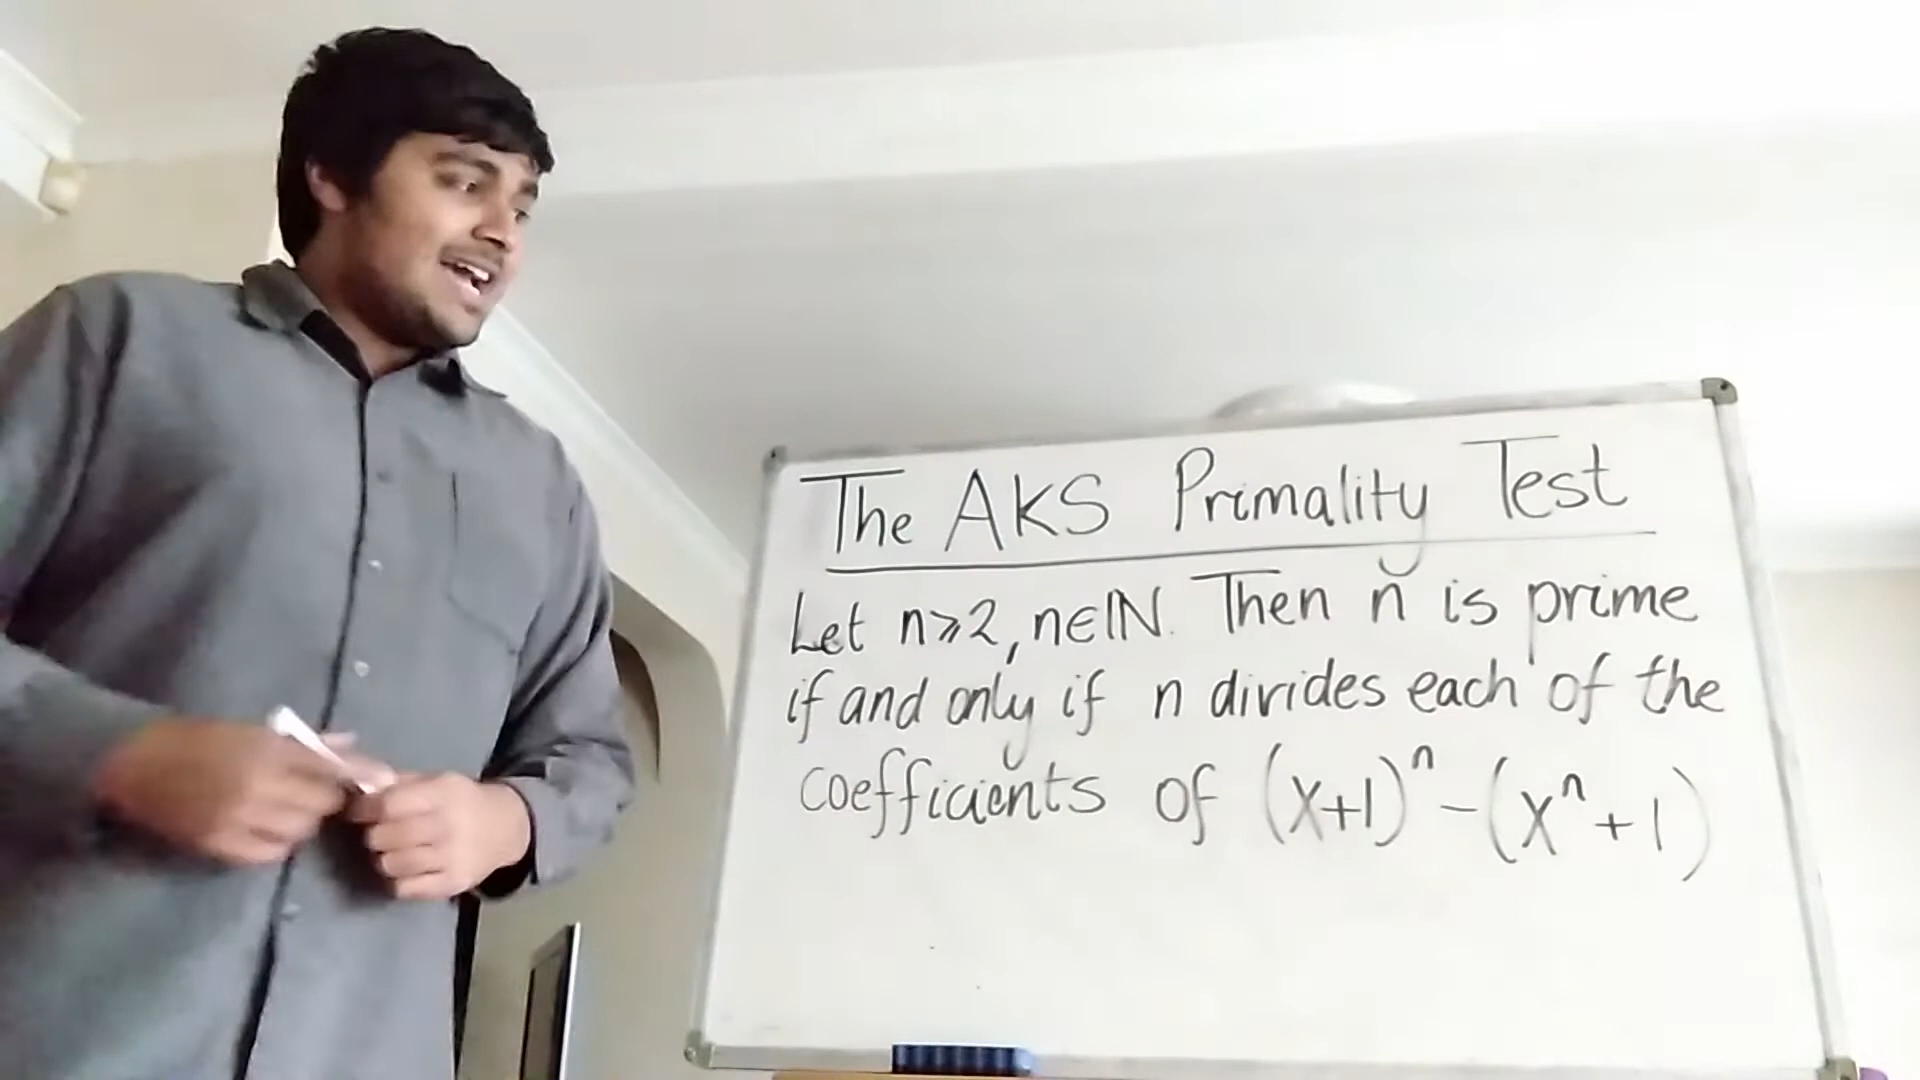 The AKS Primality Test
Let n⩾2, n∈ℕ. Then n is prime
if and only if n divides each of the
coefficients of (x+1)ⁿ - (xⁿ + 1)